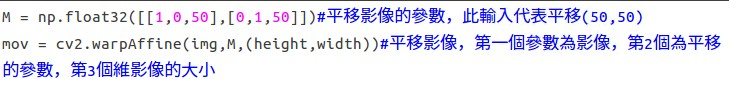 M = np.float32([[1,0,50],[0,1,50]])#平移影像的參數，此輸入代表平移(50,50)
mov = cv2.warpAffine(img,M,(height,width))#平移影像，第一個參數為影像，第2個為平移
的參數，第3個維影像的大小